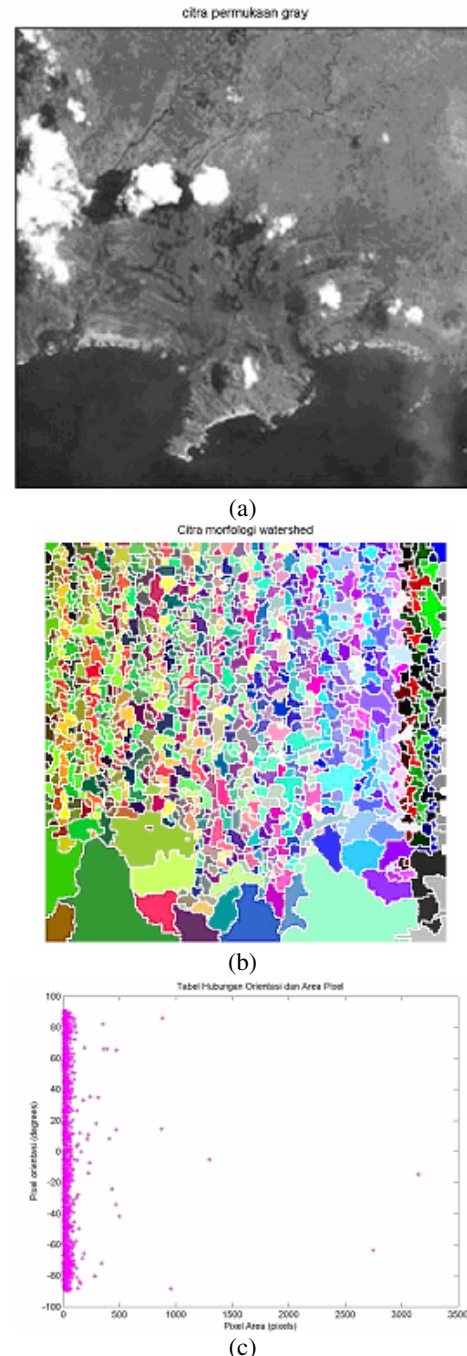 citra permukaan gray
(a)
Citra morfologi watershed
(b)
Tabel Hubungan Orientasi dan Area Pixel
100
80
60
40
20
0
-20
-40
-60
-80
-100
Pixel orientasi (degrees)
0 500 1000 1500 2000 2500 3000 3500
Pixel Area (pixels)
(c)